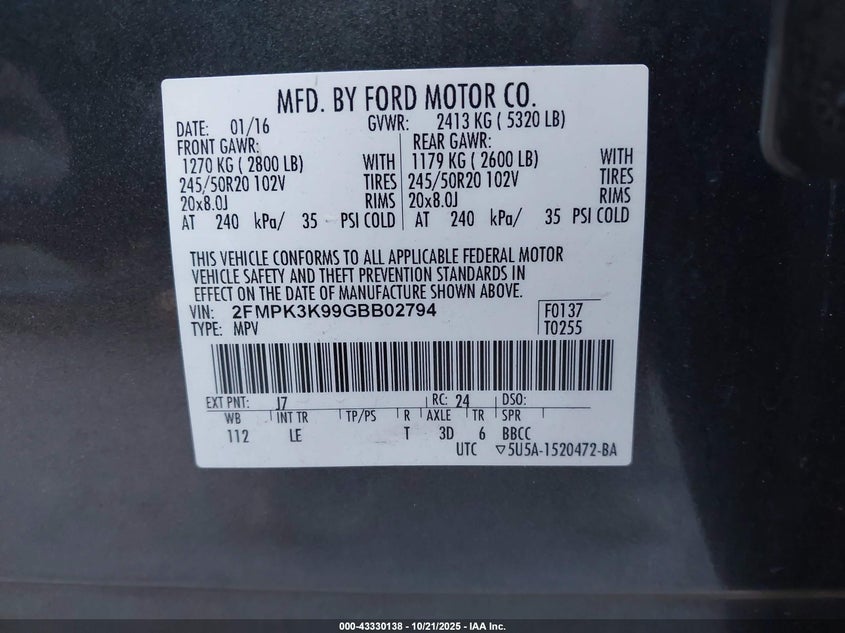 MFD. BY FORD MOTOR CO.
DATE: 01/16 GVWR: 2413 KG ( 5320 LB)
FRONT GAWR: REAR GAWR:
1270 KG ( 2800 LB) WITH 1179 KG ( 2600 LB) WITH
245/50R20 102V TIRES 245/50R20 102V TIRES
20x8.0J RIMS 20x8.0J RIMS
AT 240 kPa/ 35 PSI COLD AT 240 kPa/ 35 PSI COLD
THIS VEHICLE CONFORMS TO ALL APPLICABLE FEDERAL MOTOR
VEHICLE SAFETY AND THEFT PREVENTION STANDARDS IN
EFFECT ON THE DATE OF MANUFACTURE SHOWN ABOVE.
VIN: 2FMPK3K99GBB02794 F0137
TYPE: MPV T0255
EXT PNT: J7 RC: 24 DSO:
WB INT TR TP/PS R AXLE TR SPR
112 LE T 3D 6 BBCC
UTC ▽5U5A-1520472-BA
000-43330138 - 10/21/2025 - IAA Inc.